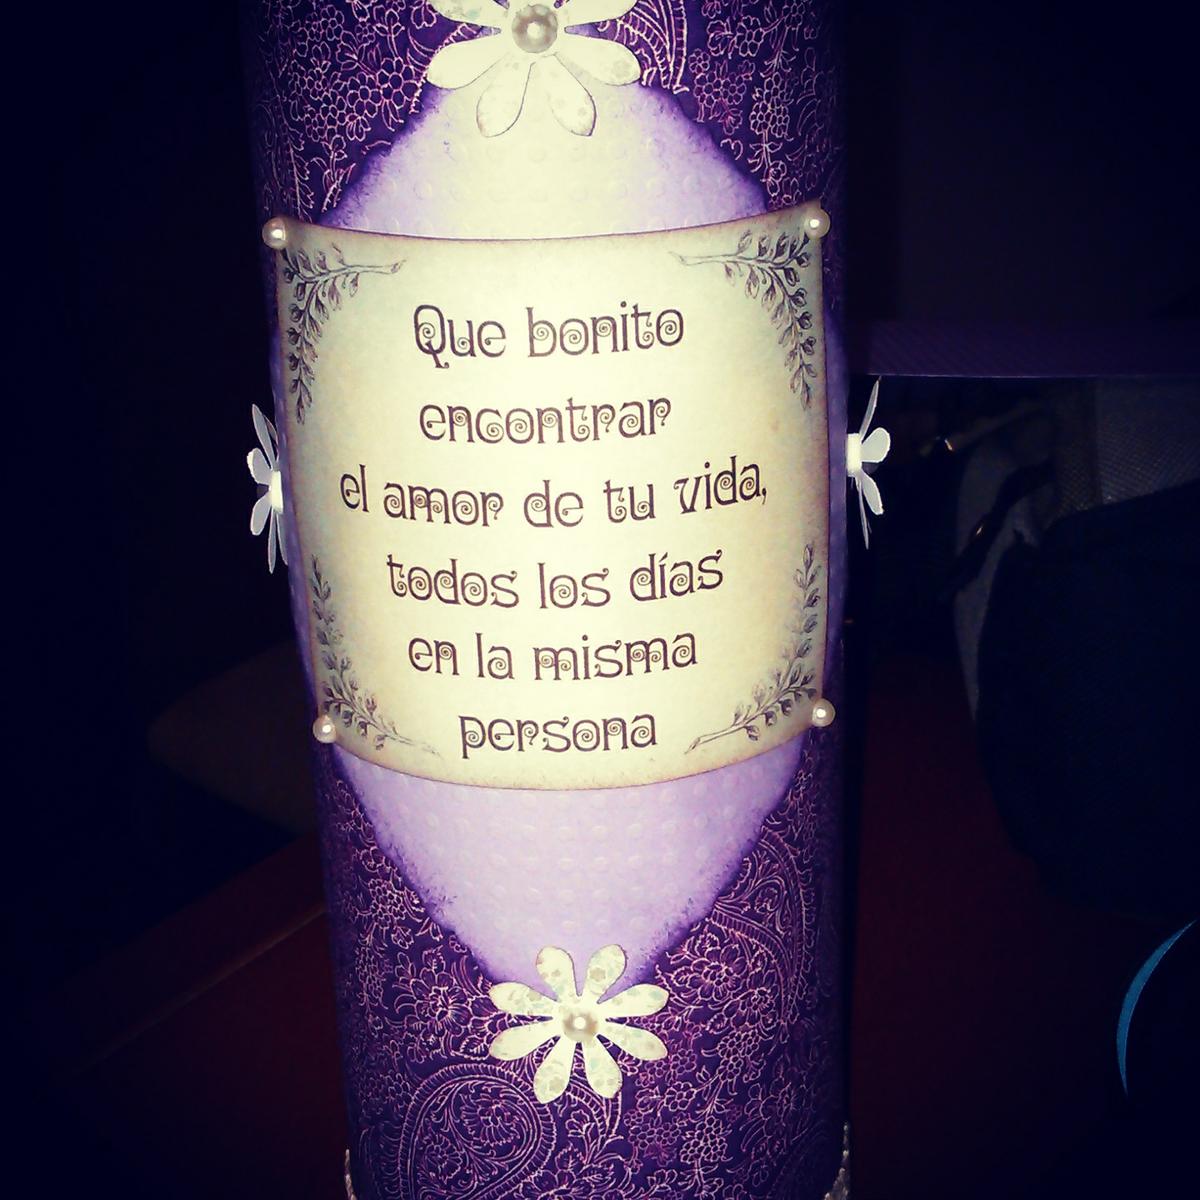 Que bonito
encontrar
el amor de tu vida,
todos los días
en la misma
persona